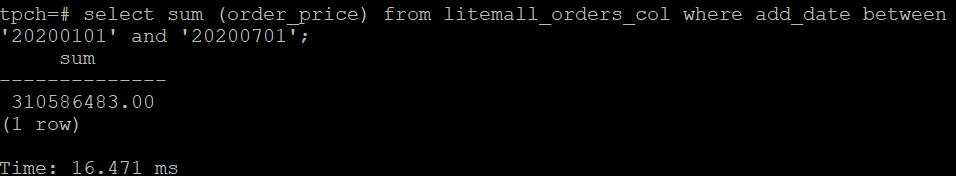 tpch=# select sum (order_price) from litemall_orders_col where add_date between
'20200101' and '20200701';
sum
--------------
310586483.00
(1 row)
Time: 16.471 ms